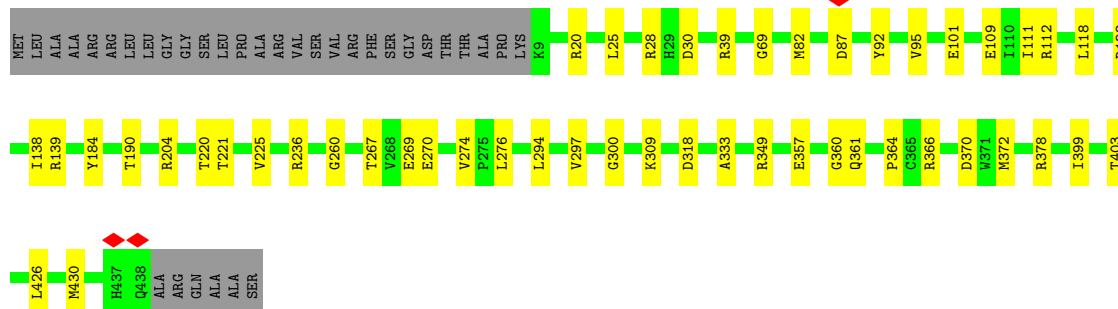 MET LEU ALA ALA ARG ARG LEU LEU GLY GLY SER LEU PRO ALA ARG VAL SER VAL ARG PHE SER GLY ASP THR THR ALA PRO LYS K9 R20 L25 R28 H29 D30 R39 G69 M82 D87 Y92 V95 E101 E109 I110 I111 R112 L118
I138 R139 Y184 T190 R204 T220 T221 V225 R236 G260 T267 V268 E269 E270 V274 P275 L276 L294 V297 G300 K309 D318 A333 R349 E357 G360 Q361 P364 C365 R366 D370 W371 M372 R378 I399 T403
L426 M430 H437 Q438 ALA ARG GLN ALA ALA SER